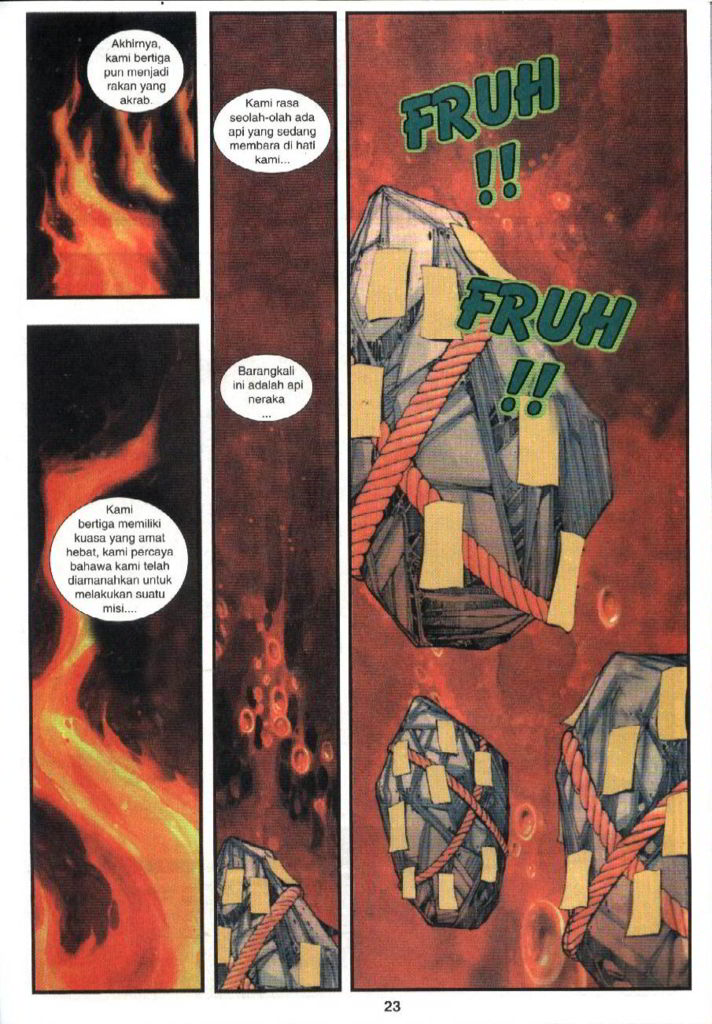 Akhirnya,
kami bertiga
pun menjadi
rakan yang
akrab.
Kami
bertiga memiliki
kuasa yang amat
hebat, kami percaya
bahawa kami telah
diamanahkan untuk
melakukan suatu
misi....
Kami rasa
seolah-olah ada
api yang sedang
membara di hati
kami...
Barangkali
ini adalah api
neraka
...
FRUH
!!
FRUH
!!
23